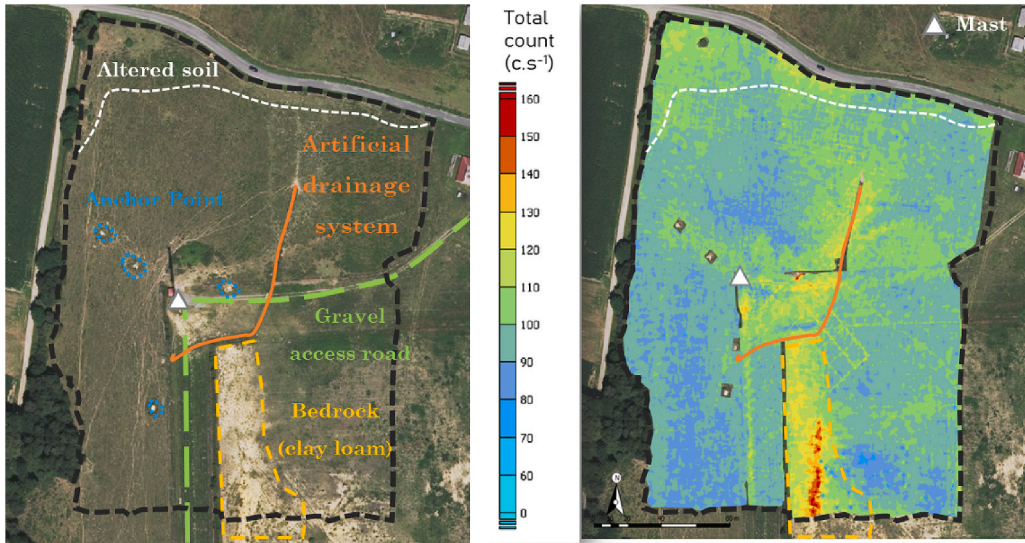 Altered soil
Artificial
drainage
system
Anchor Point
Gravel
access road
Bedrock
(clay loam)
Total
count
(c.s⁻¹)
160
150
140
130
120
110
100
90
80
70
60
0
Mast
N